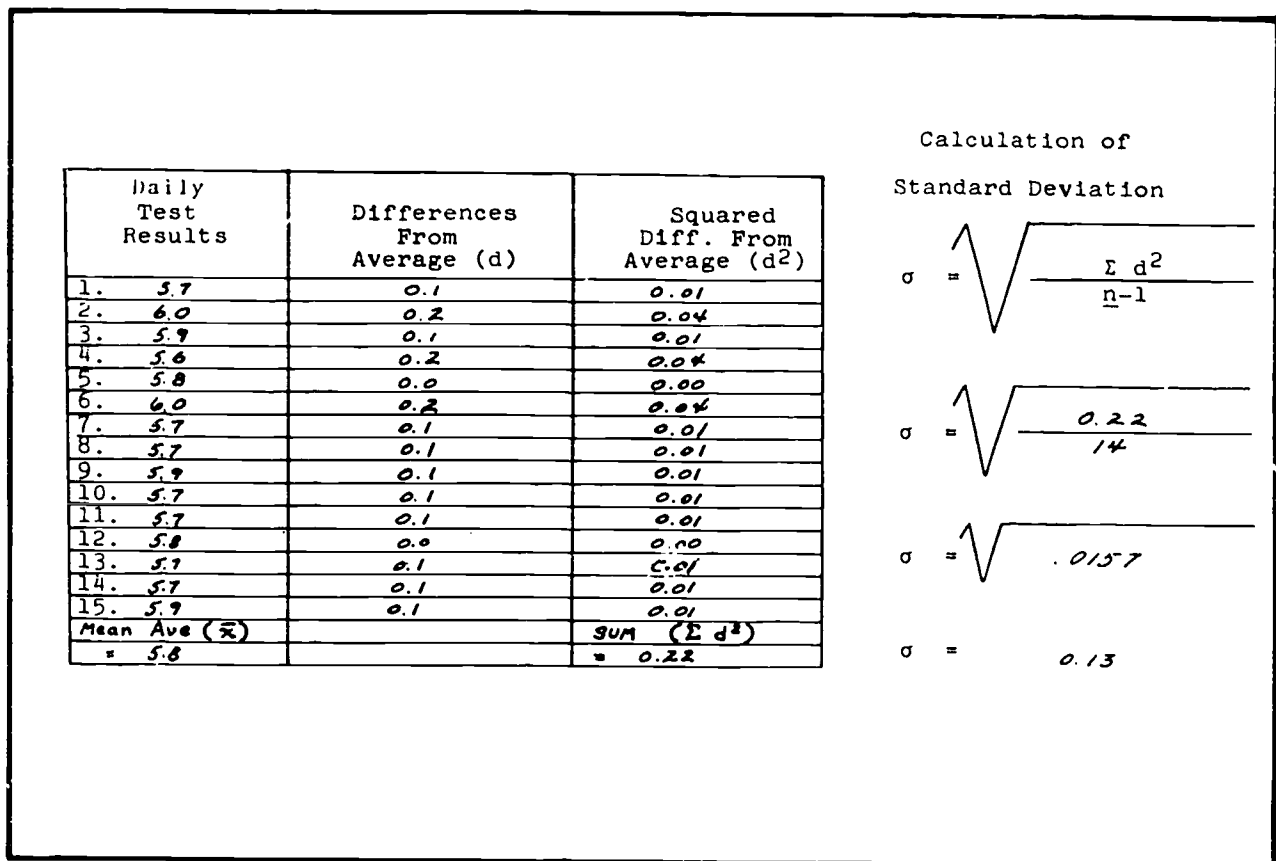 Calculation of
Standard Deviation
Daily Test Results Differences From Average (d) Squared Diff. From Average (d²)
1. 5.7 0.1 0.01
2. 6.0 0.2 0.04
3. 5.9 0.1 0.01
4. 5.6 0.2 0.04
5. 5.8 0.0 0.00
6. 6.0 0.2 0.04
7. 5.7 0.1 0.01
8. 5.7 0.1 0.01
9. 5.9 0.1 0.01
10. 5.7 0.1 0.01
11. 5.7 0.1 0.01
12. 5.8 0.0 0.00
13. 5.7 0.1 0.01
14. 5.7 0.1 0.01
15. 5.9 0.1 0.01
Mean Ave (x̄) SUM (Σ d²)
= 5.8 = 0.22
σ = √ Σ d²
n-1
σ = √ 0.22
14
σ = √ .0157
σ = 0.13